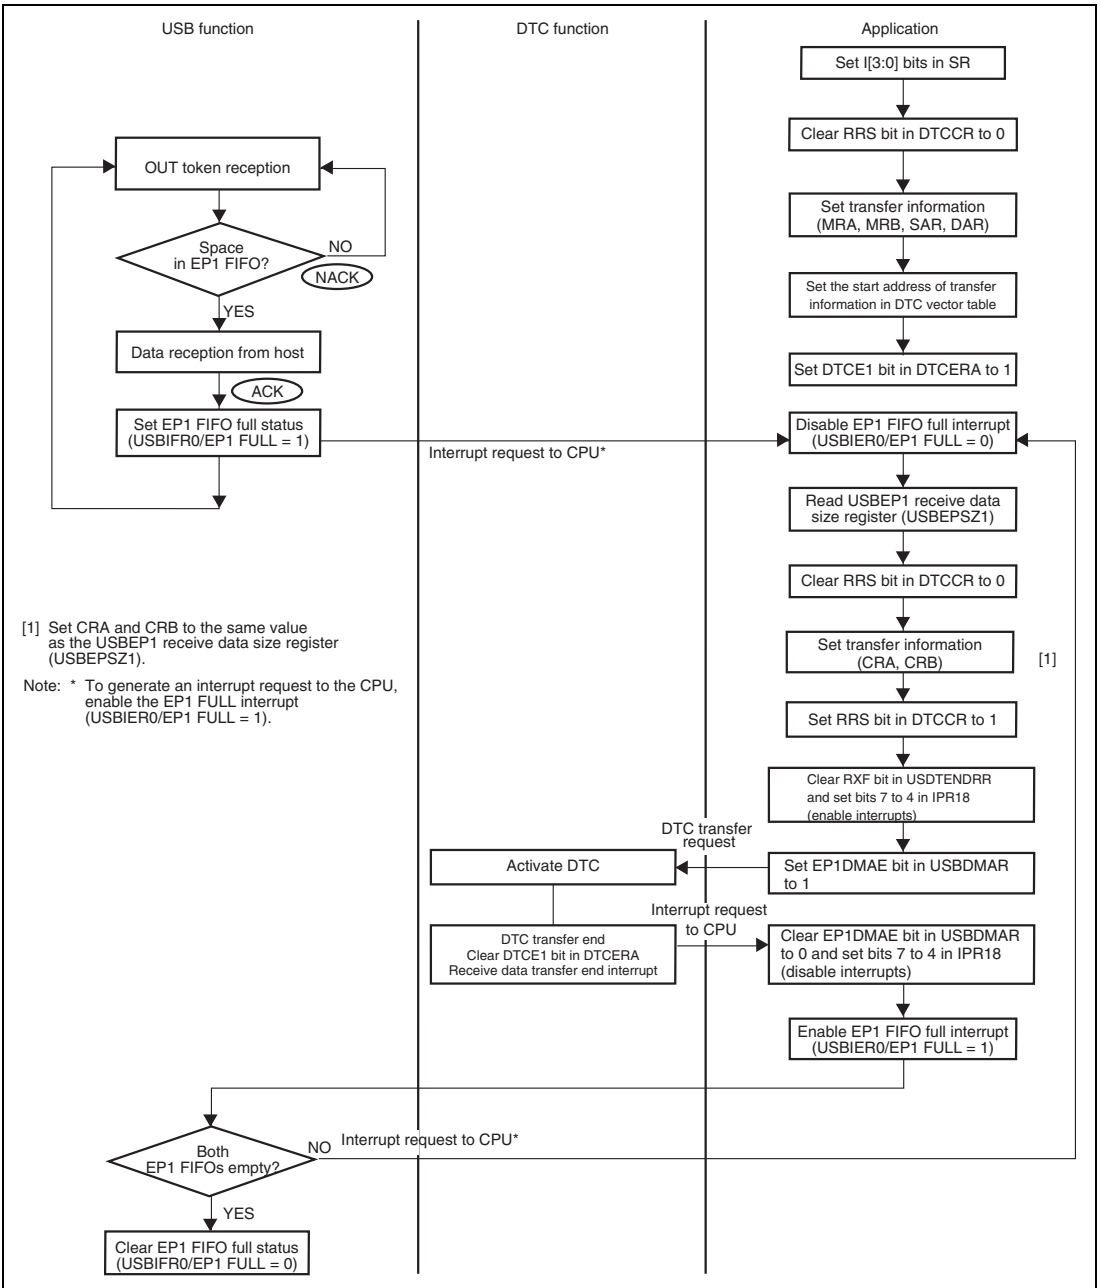 USB function
DTC function
Application
Set I[3:0] bits in SR
Clear RRS bit in DTCCR to 0
OUT token reception
Set transfer information
(MRA, MRB, SAR, DAR)
Space
in EP1 FIFO?
NO
NACK
YES
Set the start address of transfer
information in DTC vector table
Data reception from host
Set DTCE1 bit in DTCERA to 1
ACK
Set EP1 FIFO full status
(USBIFR0/EP1 FULL = 1)
Interrupt request to CPU*
Disable EP1 FIFO full interrupt
(USBIER0/EP1 FULL = 0)
Read USBEP1 receive data
size register (USBEPSZ1)
Clear RRS bit in DTCCR to 0
[1] Set CRA and CRB to the same value
as the USBEP1 receive data size register
(USBEPSZ1).
Set transfer information
(CRA, CRB)
[1]
Note: * To generate an interrupt request to the CPU,
enable the EP1 FULL interrupt
(USBIER0/EP1 FULL = 1).
Set RRS bit in DTCCR to 1
Clear RXF bit in USDTENDRR
and set bits 7 to 4 in IPR18
(enable interrupts)
DTC transfer
request
Activate DTC
Set EP1DMAE bit in USBDMAR
to 1
Interrupt request
to CPU
DTC transfer end
Clear DTCE1 bit in DTCERA
Receive data transfer end interrupt
Clear EP1DMAE bit in USBDMAR
to 0 and set bits 7 to 4 in IPR18
(disable interrupts)
Enable EP1 FIFO full interrupt
(USBIER0/EP1 FULL = 1)
Both
EP1 FIFOs empty?
NO
Interrupt request to CPU*
YES
Clear EP1 FIFO full status
(USBIFR0/EP1 FULL = 0)